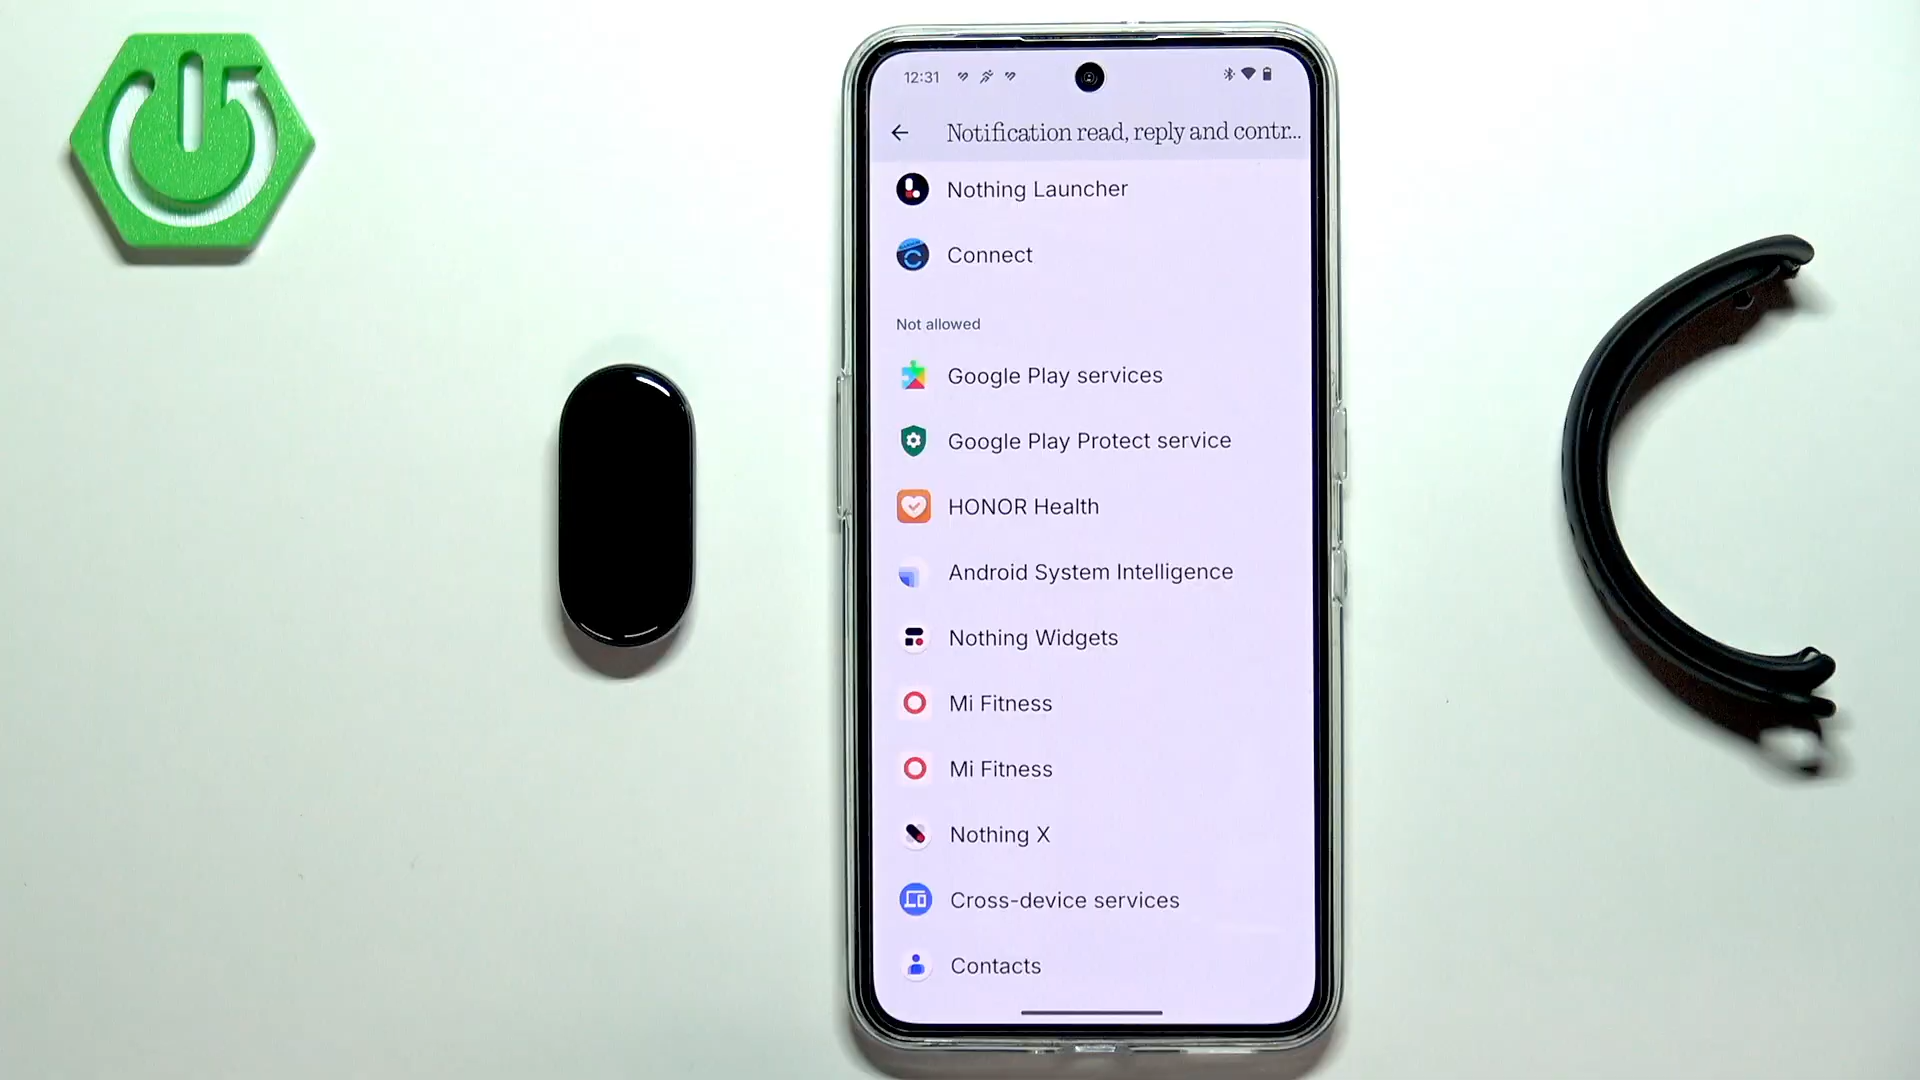 12:31
Notification read, reply and contr...
Nothing Launcher
Connect
Not allowed
Google Play services
Google Play Protect service
HONOR Health
Android System Intelligence
Nothing Widgets
Mi Fitness
Mi Fitness
Nothing X
Cross-device services
Contacts